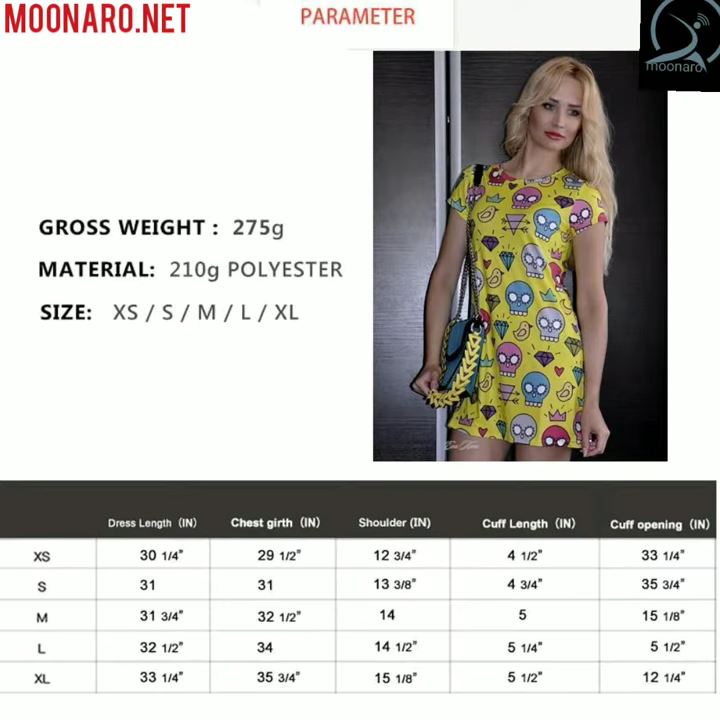 MOONARO.NET
PARAMETER
moonaro
GROSS WEIGHT : 275g
MATERIAL: 210g POLYESTER
SIZE: XS / S / M / L / XL
Dress Length (IN) Chest girth (IN) Shoulder (IN) Cuff Length (IN) Cuff opening (IN)
XS 30 1/4" 29 1/2" 12 3/4" 4 1/2" 33 1/4"
S 31 31 13 3/8" 4 3/4" 35 3/4"
M 31 3/4" 32 1/2" 14 5 15 1/8"
L 32 1/2" 34 14 1/2" 5 1/4" 5 1/2"
XL 33 1/4" 35 3/4" 15 1/8" 5 1/2" 12 1/4"